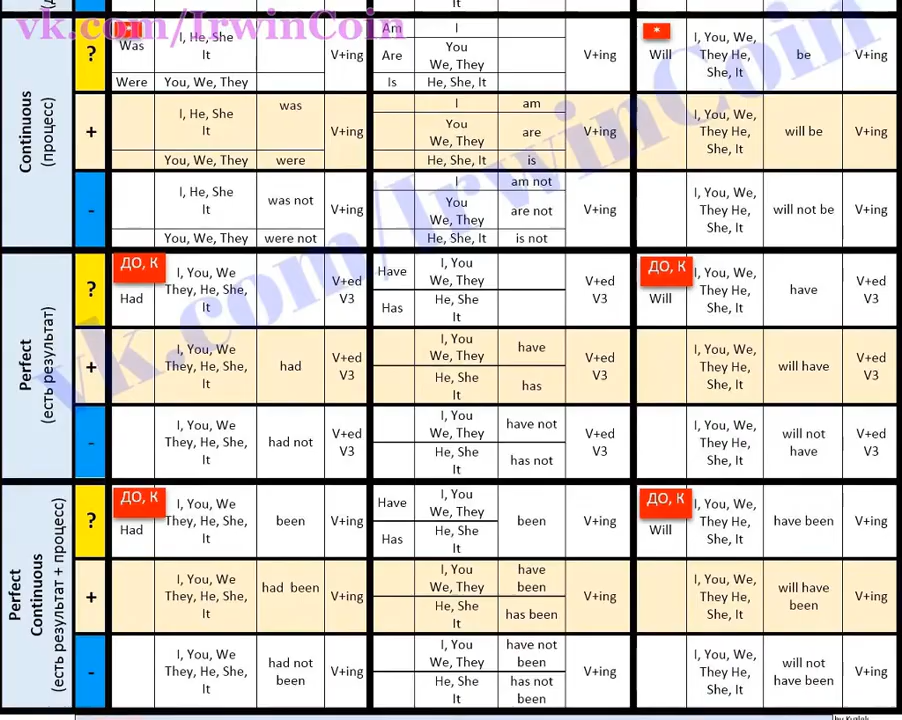 vk.com/IrwinCoin
vk.com/IrwinCoin
It
Continuous
(процесс)
?
*
Was
I, He, She
It
V+ing
Were
You, We, They
Am
I
Are
You
We, They
V+ing
Is
He, She, It
*
Will
I, You, We,
They He,
She, It
be
V+ing
+
I, He, She
It
was
V+ing
You, We, They
were
I
am
You
We, They
are
V+ing
He, She, It
is
I, You, We,
They He,
She, It
will be
V+ing
-
I, He, She
It
was not
V+ing
You, We, They
were not
I
am not
You
We, They
are not
V+ing
He, She, It
is not
I, You, We,
They He,
She, It
will not be
V+ing
Perfect
(есть результат)
?
ДО, К
Had
I, You, We
They, He, She,
It
V+ed
V3
Have
I, You
We, They
Has
He, She
It
V+ed
V3
ДО, К
Will
I, You, We,
They He,
She, It
have
V+ed
V3
+
I, You, We
They, He, She,
It
had
V+ed
V3
I, You
We, They
have
He, She
It
has
V+ed
V3
I, You, We,
They He,
She, It
will have
V+ed
V3
-
I, You, We
They, He, She,
It
had not
V+ed
V3
I, You
We, They
have not
He, She
It
has not
V+ed
V3
I, You, We,
They He,
She, It
will not
have
V+ed
V3
Perfect
Continuous
(есть результат + процесс)
?
ДО, К
Had
I, You, We
They, He, She,
It
been
V+ing
Have
I, You
We, They
Has
He, She
It
been
V+ing
ДО, К
Will
I, You, We,
They He,
She, It
have been
V+ing
+
I, You, We
They, He, She,
It
had been
V+ing
I, You
We, They
have
been
He, She
It
has been
V+ing
I, You, We,
They He,
She, It
will have
been
V+ing
-
I, You, We
They, He, She,
It
had not
been
V+ing
I, You
We, They
have not
been
He, She
It
has not
been
V+ing
I, You, We,
They He,
She, It
will not
have been
V+ing